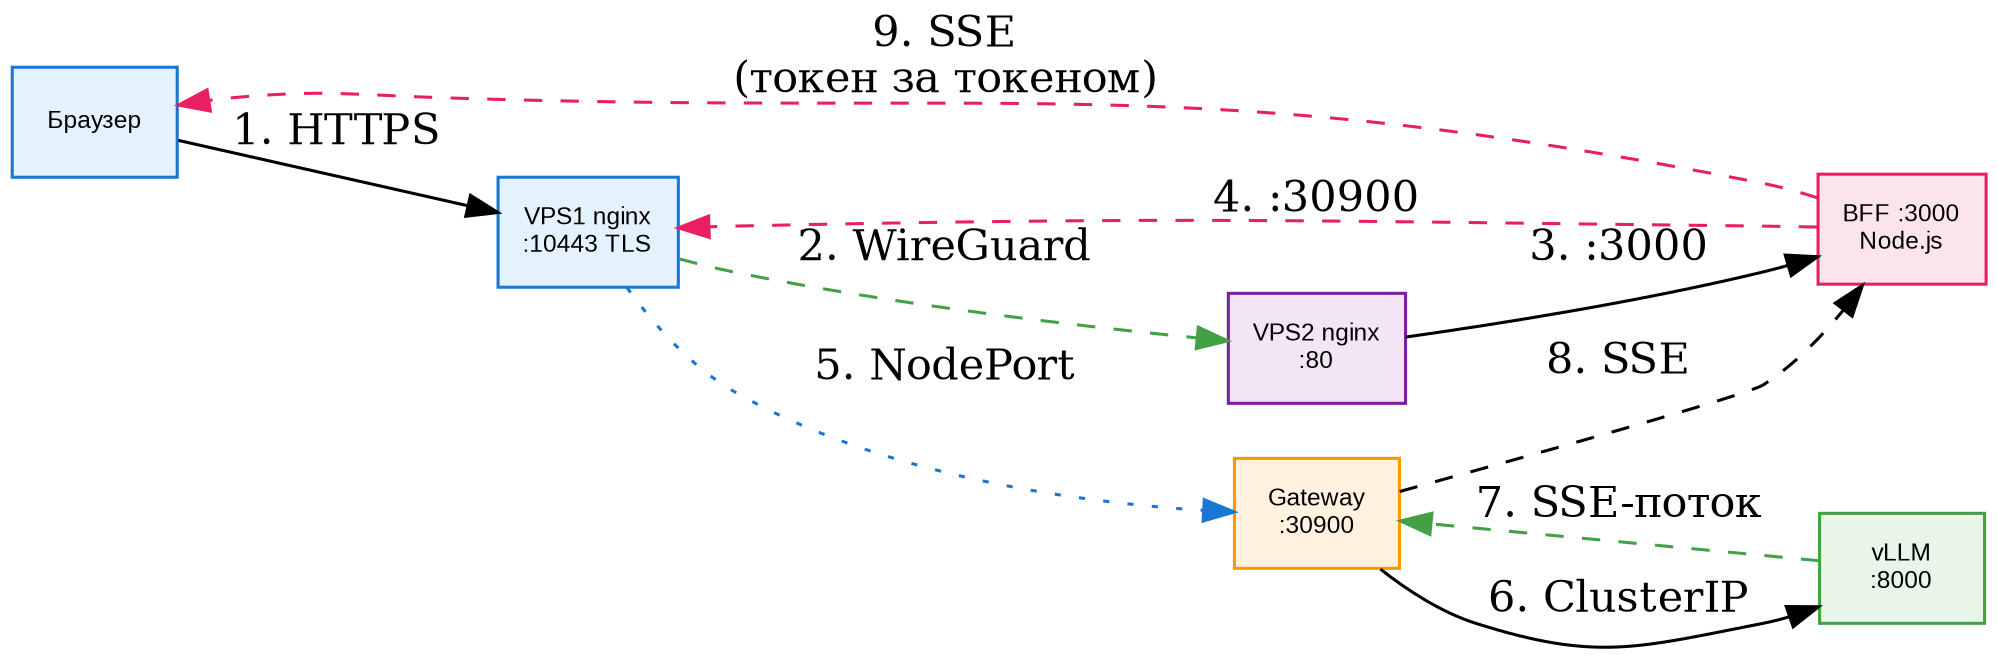 9. SSE
(токен за токеном)
Браузер
1. HTTPS
VPS1 nginx
:10443 TLS
4. :30900
2. WireGuard
3. :3000
BFF :3000
Node.js
VPS2 nginx
:80
5. NodePort
8. SSE
Gateway
:30900
7. SSE-поток
vLLM
:8000
6. ClusterIP